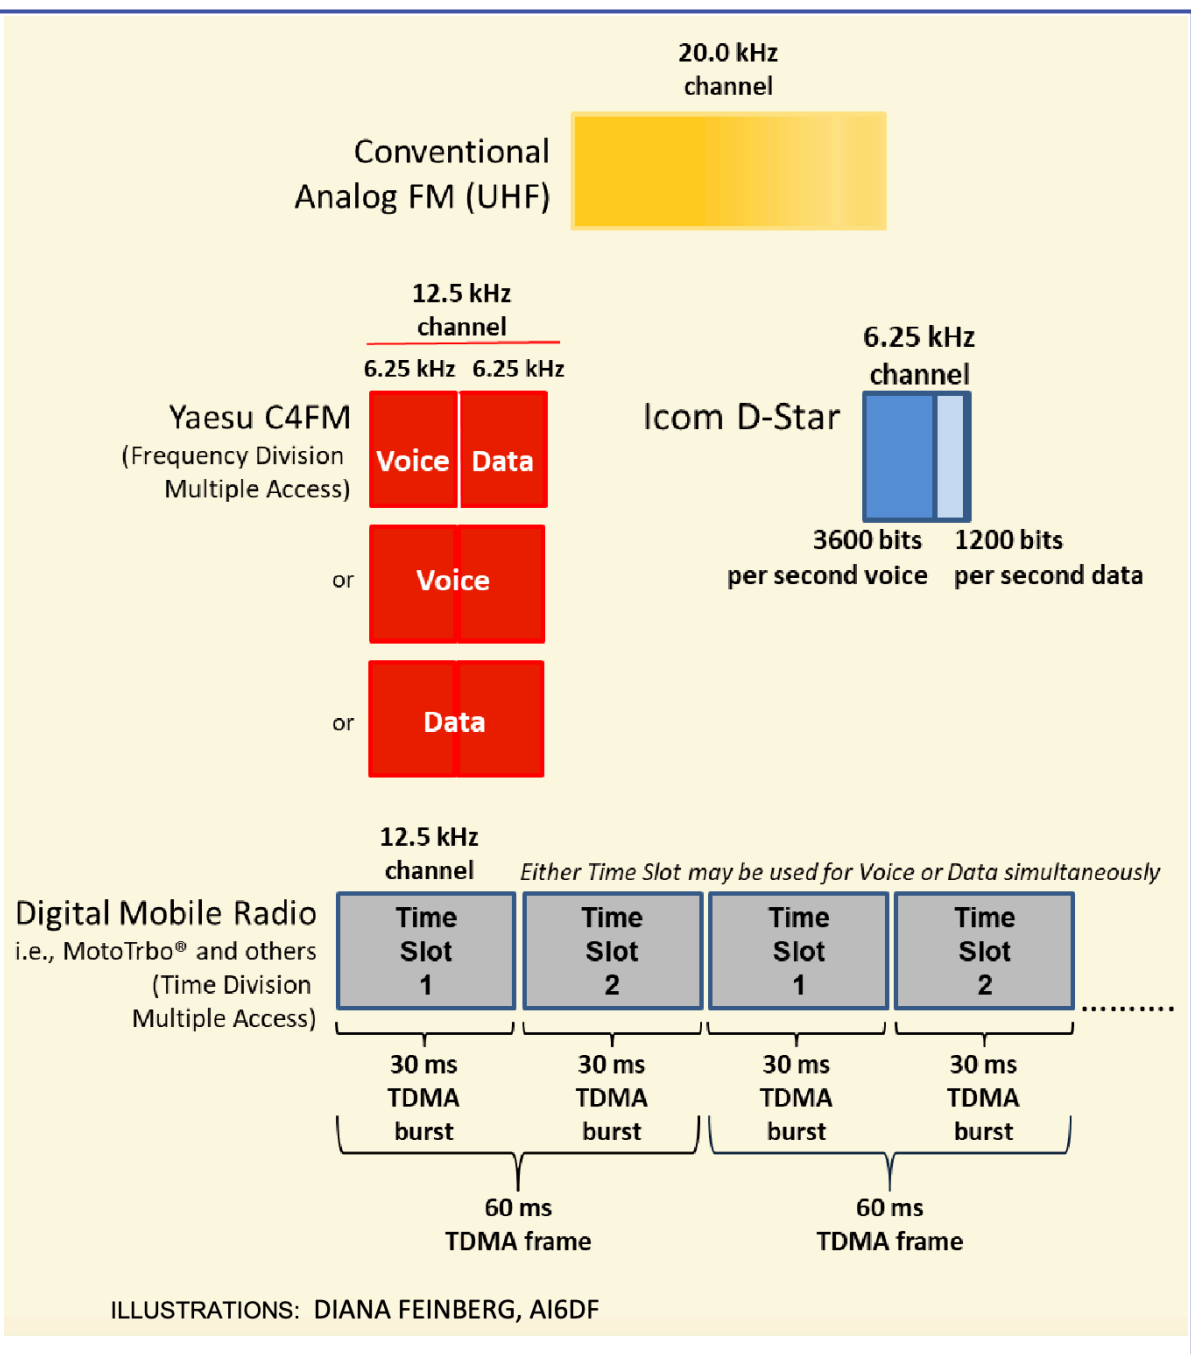 20.0 kHz
channel
Conventional
Analog FM (UHF)
12.5 kHz
channel
6.25 kHz 6.25 kHz
Yaesu C4FM
(Frequency Division
Multiple Access)
Voice Data
or Voice
or Data
6.25 kHz
channel
Icom D-Star
3600 bits 1200 bits
per second voice per second data
12.5 kHz
channel
Either Time Slot may be used for Voice or Data simultaneously
Digital Mobile Radio
i.e., MotoTrbo® and others
(Time Division
Multiple Access)
Time Time Time Time
Slot Slot Slot Slot
1 2 1 2
..........
30 ms 30 ms 30 ms 30 ms
TDMA TDMA TDMA TDMA
burst burst burst burst
60 ms 60 ms
TDMA frame TDMA frame
ILLUSTRATIONS: DIANA FEINBERG, AI6DF